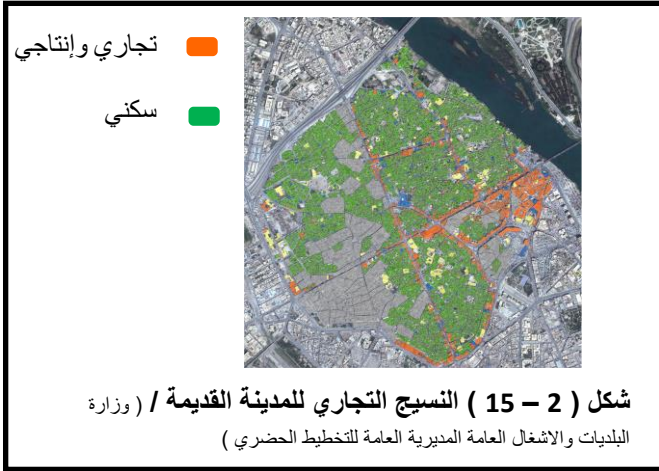 تجاري وإنتاجي
سكني
شكل ( 2 – 15 ) النسيج التجاري للمدينة القديمة / ( وزارة
البلديات والاشغال العامة المديرية العامة للتخطيط الحضري )